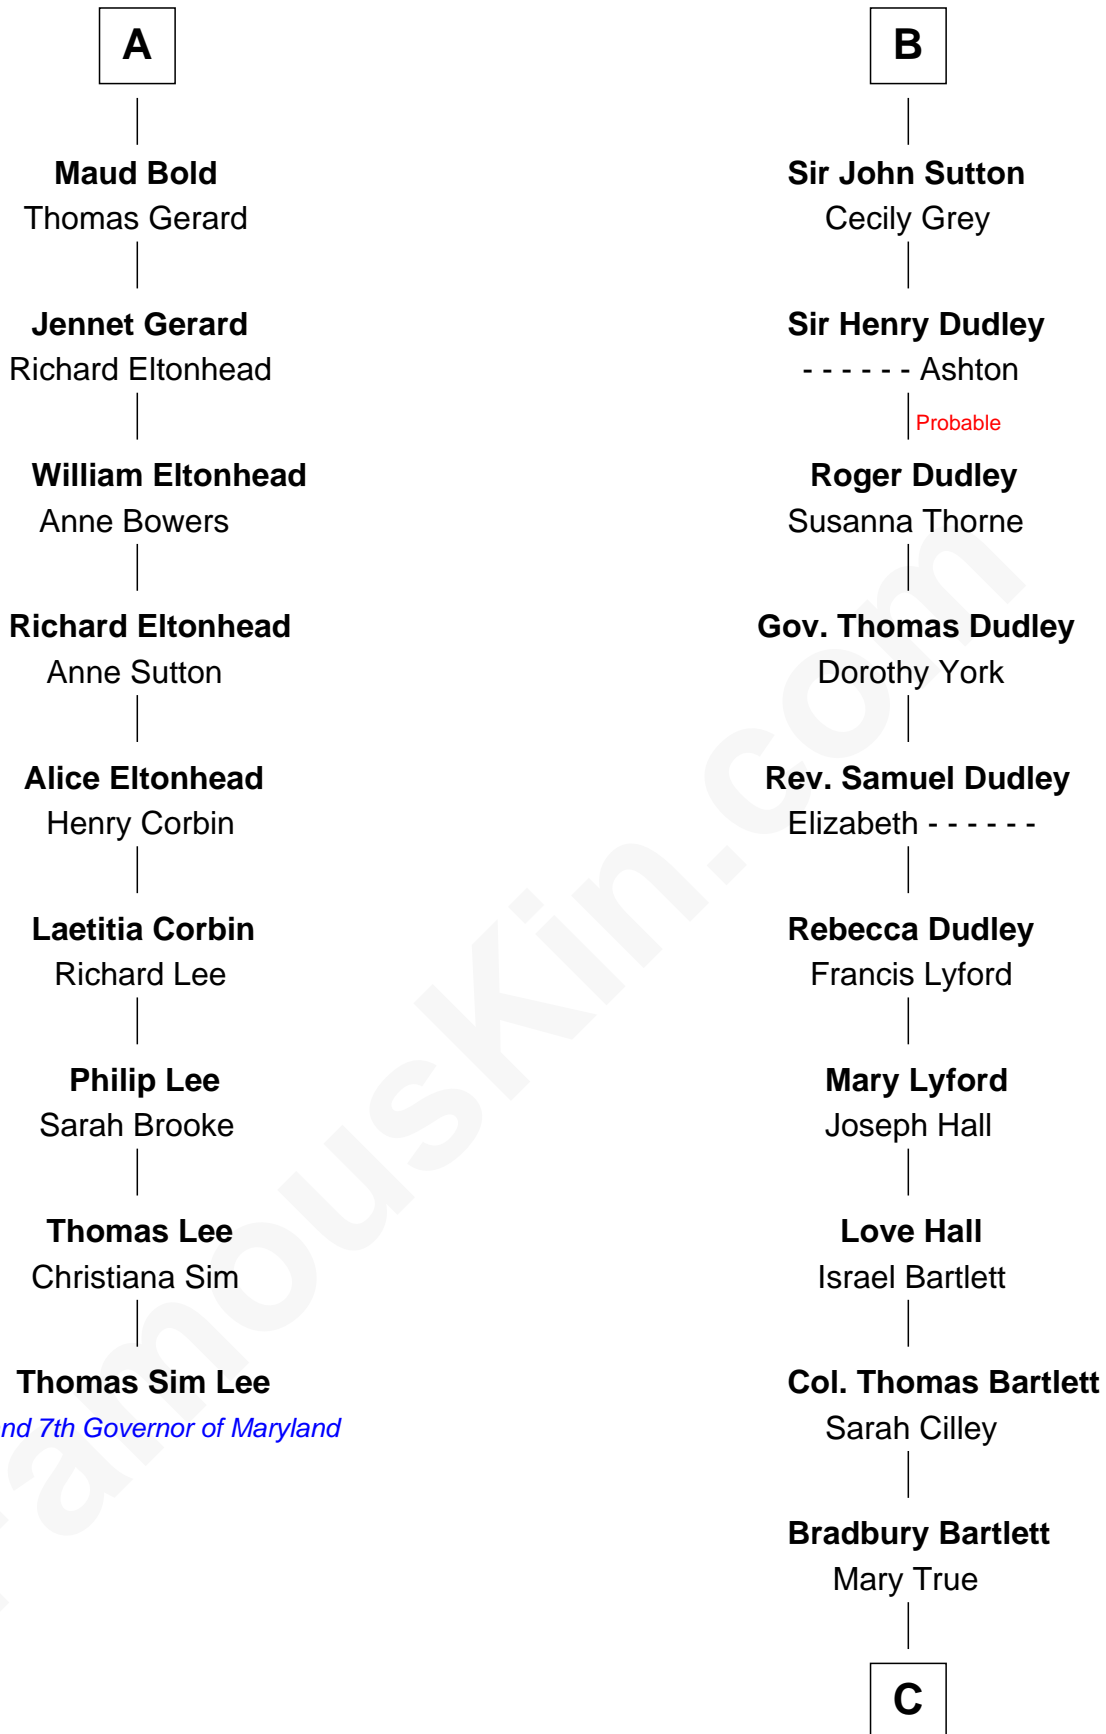 A
Maud Bold
Thomas Gerard
Jennet Gerard
Richard Eltonhead
William Eltonhead
Anne Bowers
Richard Eltonhead
Anne Sutton
Alice Eltonhead
Henry Corbin
Laetitia Corbin
Richard Lee
Philip Lee
Sarah Brooke
Thomas Lee
Christiana Sim
Thomas Sim Lee
7th Governor of Maryland
B
Sir John Sutton
Cecily Grey
Sir Henry Dudley
- - - - - - Ashton
Probable
Roger Dudley
Susanna Thorne
Gov. Thomas Dudley
Dorothy York
Rev. Samuel Dudley
Elizabeth - - - - - -
Rebecca Dudley
Francis Lyford
Mary Lyford
Joseph Hall
Love Hall
Israel Bartlett
Col. Thomas Bartlett
Sarah Cilley
Bradbury Bartlett
Mary True
C
FamousKin.com